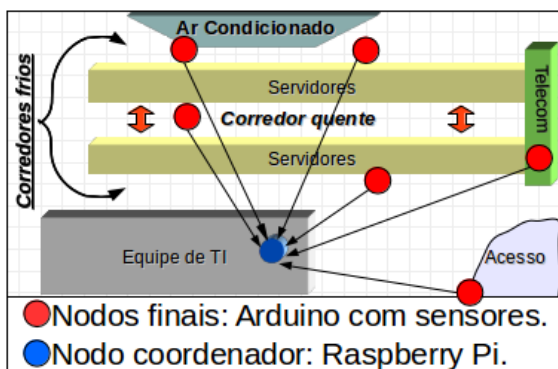 Ar Condicionado
Corredores frios
Servidores
Telecom
Corredor quente
Servidores
Equipe de TI
Acesso
Nodos finais: Arduino com sensores.
Nodo coordenador: Raspberry Pi.